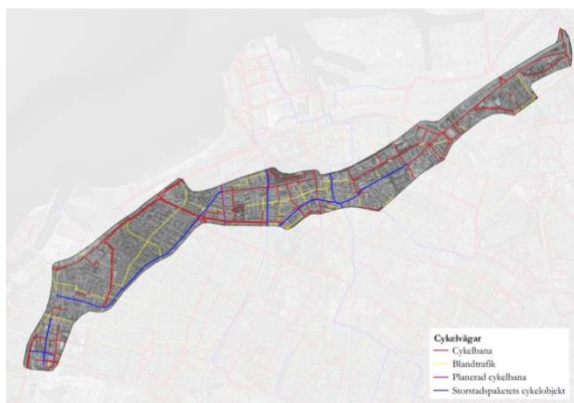 Cykelvägar
Cykelbana
Blandtrafik
Planerad cykelbana
Storstadspaketets cykelobjekt